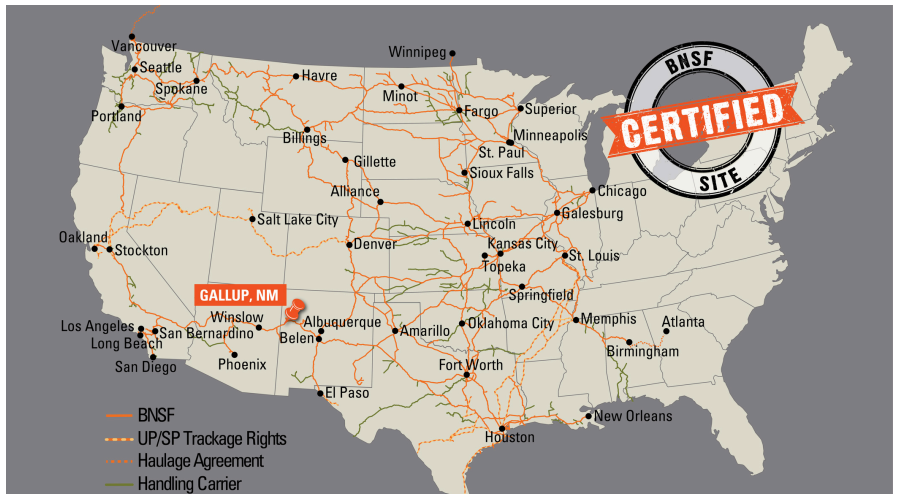 BNSF
CERTIFIED
SITE
Vancouver
Seattle
Spokane
Portland
Winnipeg
Havre
Minot
Fargo
Superior
Billings
Minneapolis
St. Paul
Gillette
Sioux Falls
Alliance
Chicago
Salt Lake City
Lincoln
Galesburg
Oakland
Stockton
Denver
Kansas City
Topeka
St. Louis
GALLUP, NM
Springfield
Winslow
Albuquerque
Los Angeles
San Bernardino
Belen
Amarillo
Oklahoma City
Memphis
Atlanta
Long Beach
Birmingham
San Diego
Phoenix
Fort Worth
El Paso
New Orleans
Houston
BNSF
UP/SP Trackage Rights
Haulage Agreement
Handling Carrier